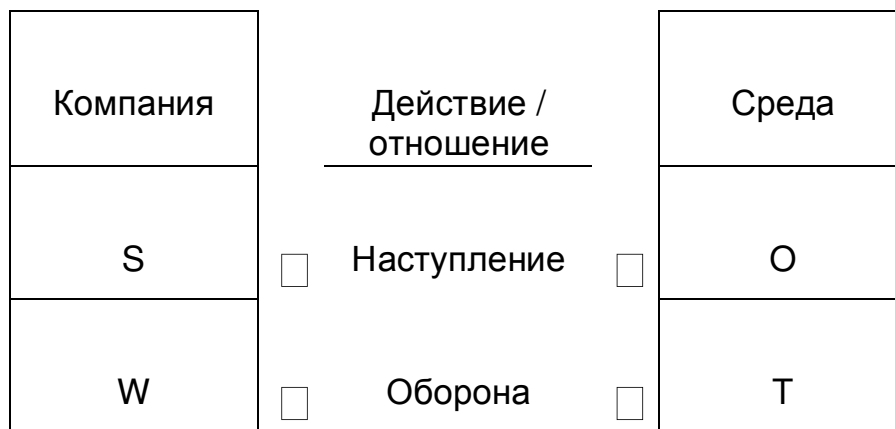 Компания
Действие /
отношение
Среда
S
Наступление
O
W
Оборона
T